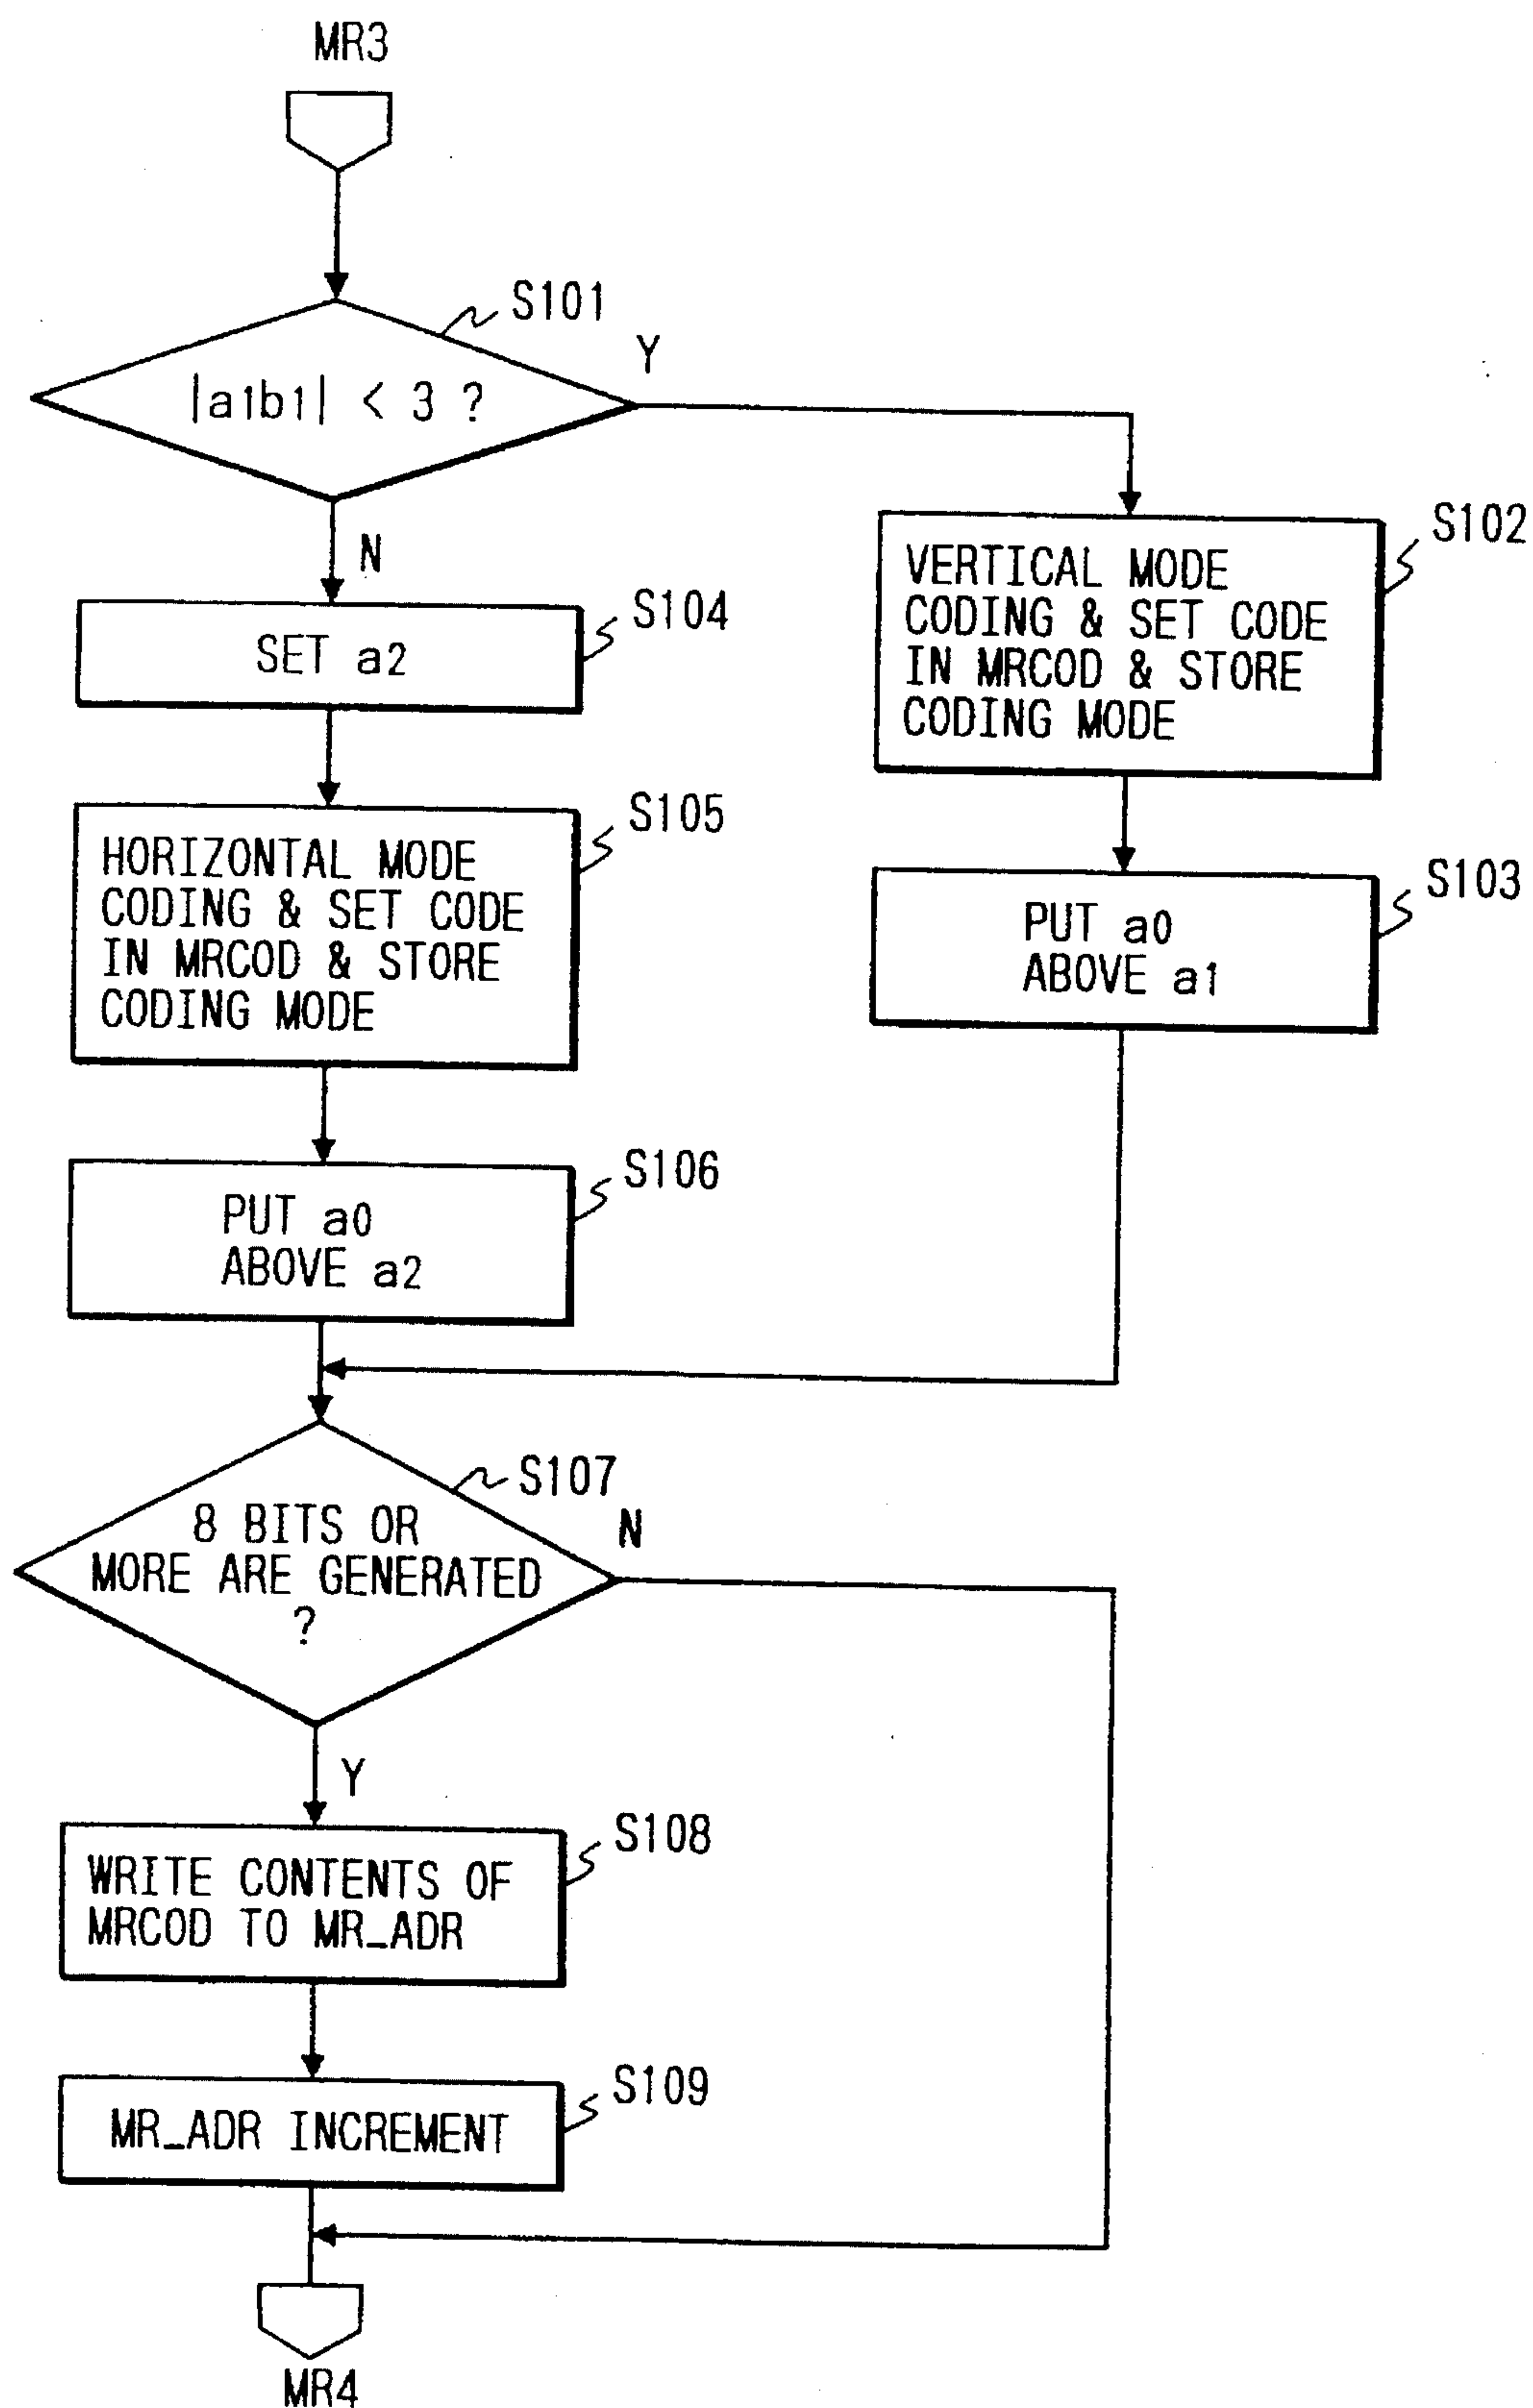 MR3
S101
|a1b1| < 3 ?
Y
N
S102
VERTICAL MODE
CODING & SET CODE
IN MRCOD & STORE
CODING MODE
S104
SET a2
S105
HORIZONTAL MODE
CODING & SET CODE
IN MRCOD & STORE
CODING MODE
S103
PUT a0
ABOVE a1
S106
PUT a0
ABOVE a2
S107
8 BITS OR
MORE ARE GENERATED
?
N
Y
S108
WRITE CONTENTS OF
MRCOD TO MR_ADR
S109
MR_ADR INCREMENT
MR4